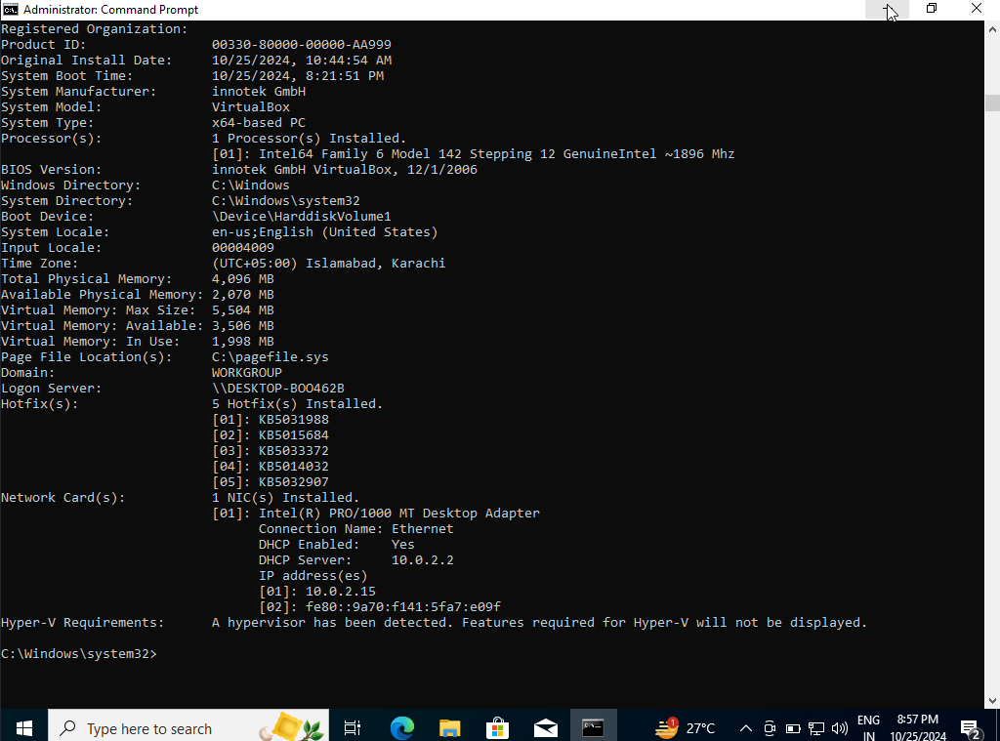 Administrator: Command Prompt
Registered Organization:
Product ID: 00330-80000-00000-AA999
Original Install Date: 10/25/2024, 10:44:54 AM
System Boot Time: 10/25/2024, 8:21:51 PM
System Manufacturer: innotek GmbH
System Model: VirtualBox
System Type: x64-based PC
Processor(s): 1 Processor(s) Installed.
[01]: Intel64 Family 6 Model 142 Stepping 12 GenuineIntel ~1896 Mhz
BIOS Version: innotek GmbH VirtualBox, 12/1/2006
Windows Directory: C:\Windows
System Directory: C:\Windows\system32
Boot Device: \Device\HarddiskVolume1
System Locale: en-us;English (United States)
Input Locale: 00004009
Time Zone: (UTC+05:00) Islamabad, Karachi
Total Physical Memory: 4,096 MB
Available Physical Memory: 2,070 MB
Virtual Memory: Max Size: 5,504 MB
Virtual Memory: Available: 3,506 MB
Virtual Memory: In Use: 1,998 MB
Page File Location(s): C:\pagefile.sys
Domain: WORKGROUP
Logon Server: \\DESKTOP-BOO462B
Hotfix(s): 5 Hotfix(s) Installed.
[01]: KB5031988
[02]: KB5015684
[03]: KB5033372
[04]: KB5014032
[05]: KB5032907
Network Card(s): 1 NIC(s) Installed.
[01]: Intel(R) PRO/1000 MT Desktop Adapter
Connection Name: Ethernet
DHCP Enabled: Yes
DHCP Server: 10.0.2.2
IP address(es)
[01]: 10.0.2.15
[02]: fe80::9a70:f141:5fa7:e09f
Hyper-V Requirements: A hypervisor has been detected. Features required for Hyper-V will not be displayed.
C:\Windows\system32>
Type here to search
1
27°C
ENG
IN
8:57 PM
10/25/2024
2